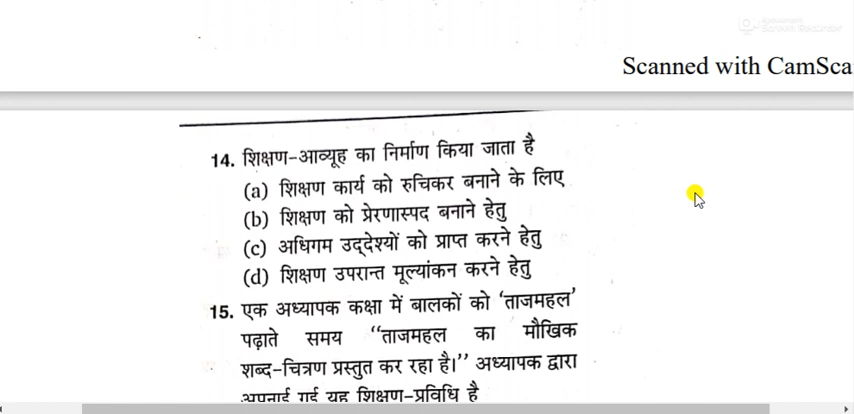 Screen Recorder
Scanned with CamSca
14. शिक्षण-आव्यूह का निर्माण किया जाता है
(a) शिक्षण कार्य को रुचिकर बनाने के लिए
(b) शिक्षण को प्रेरणास्पद बनाने हेतु
(c) अधिगम उद्देश्यों को प्राप्त करने हेतु
(d) शिक्षण उपरान्त मूल्यांकन करने हेतु
15. एक अध्यापक कक्षा में बालकों को ‘ताजमहल’
पढ़ाते समय “ताजमहल का मौखिक
शब्द-चित्रण प्रस्तुत कर रहा है।” अध्यापक द्वारा
अपनाई गई यह शिक्षण-प्रविधि है